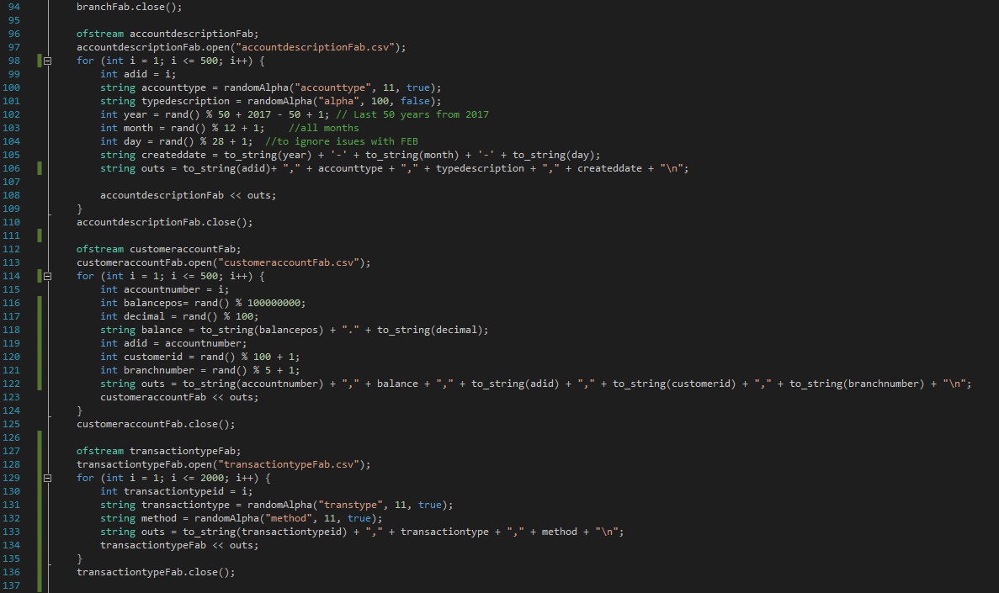 94 branchFab.close();
95
96 ofstream accountdescriptionFab;
97 accountdescriptionFab.open("accountdescriptionFab.csv");
98 for (int i = 1; i <= 500; i++) {
99 int adid = i;
100 string accounttype = randomAlpha("accounttype", 11, true);
101 string typedescription = randomAlpha("alpha", 100, false);
102 int year = rand() % 50 + 2017 - 50 + 1; // Last 50 years from 2017
103 int month = rand() % 12 + 1;    //all months
104 int day = rand() % 28 + 1;  //to ignore isues with FEB
105 string createddate = to_string(year) + '-' + to_string(month) + '-' + to_string(day);
106 string outs = to_string(adid)+ "," + accounttype + "," + typedescription + "," + createddate + "\n";
107
108 accountdescriptionFab << outs;
109 }
110 accountdescriptionFab.close();
111
112 ofstream customeraccountFab;
113 customeraccountFab.open("customeraccountFab.csv");
114 for (int i = 1; i <= 500; i++) {
115 int accountnumber = i;
116 int balancepos= rand() % 100000000;
117 int decimal = rand() % 100;
118 string balance = to_string(balancepos) + "." + to_string(decimal);
119 int adid = accountnumber;
120 int customerid = rand() % 100 + 1;
121 int branchnumber = rand() % 5 + 1;
122 string outs = to_string(accountnumber) + "," + balance + "," + to_string(adid) + "," + to_string(customerid) + "," + to_string(branchnumber) + "\n";
123 customeraccountFab << outs;
124 }
125 customeraccountFab.close();
126
127 ofstream transactiontypeFab;
128 transactiontypeFab.open("transactiontypeFab.csv");
129 for (int i = 1; i <= 2000; i++) {
130 int transactiontypeid = i;
131 string transactiontype = randomAlpha("transtype", 11, true);
132 string method = randomAlpha("method", 11, true);
133 string outs = to_string(transactiontypeid) + "," + transactiontype + "," + method + "\n";
134 transactiontypeFab << outs;
135 }
136 transactiontypeFab.close();
137